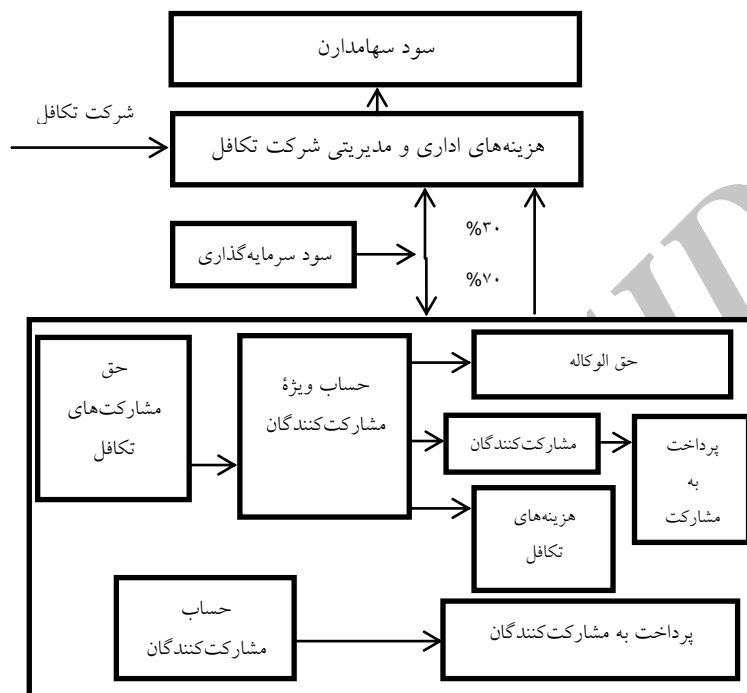 سود سهامدارن
شرکت تکافل
هزینه‌های اداری و مدیریتی شرکت تکافل
%۳۰
سود سرمایه‌گذاری
%۷۰
حق
مشارکت‌های
تکافل
حساب ویژۀ
مشارکت‌کنندگان
حق الوکاله
مشارکت‌کنندگان
پرداخت
به
مشارکت
هزینه‌های
تکافل
حساب
مشارکت‌کنندگان
پرداخت به مشارکت‌کنندگان